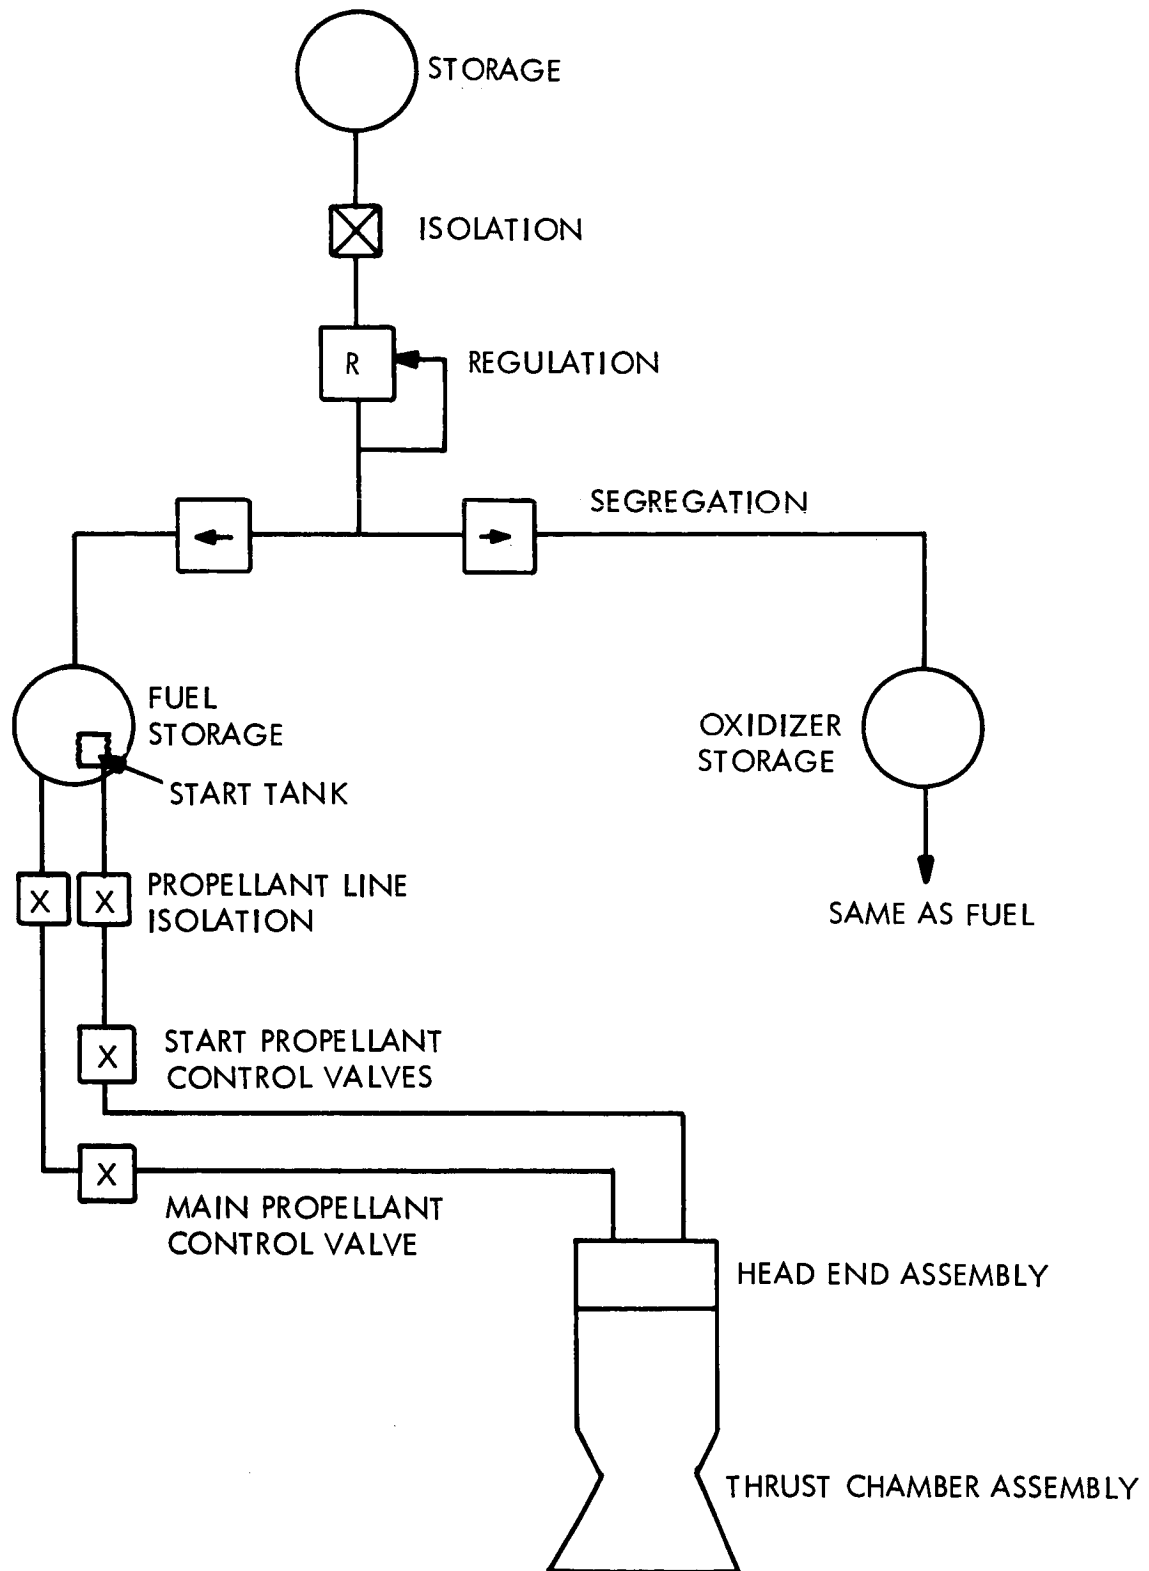 STORAGE
ISOLATION
R
REGULATION
SEGREGATION
FUEL
STORAGE
START TANK
OXIDIZER
STORAGE
X
X
PROPELLANT LINE
ISOLATION
SAME AS FUEL
X
START PROPELLANT
CONTROL VALVES
X
MAIN PROPELLANT
CONTROL VALVE
HEAD END ASSEMBLY
THRUST CHAMBER ASSEMBLY